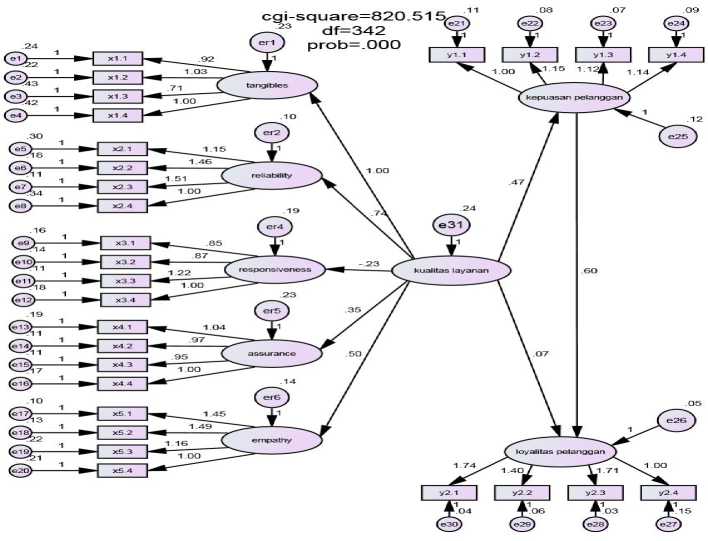 cgi-square=820.515
df=342
prob=.000
.24 e1 1 x1.1 .92
.22 e2 1 x1.2 1.03
.43 e3 1 x1.3 .71
.42 e4 1 x1.4 1.00
.23 er1 1 tangibles
.30 e5 1 x2.1 1.15
.18 e6 1 x2.2 1.46
.11 e7 1 x2.3 1.51
.34 e8 1 x2.4 1.00
.10 er2 1 reliability
.16 e9 1 x3.1 .85
.14 e10 1 x3.2 .87
.11 e11 1 x3.3 1.22
.18 e12 1 x3.4 1.00
.19 er4 1 responsiveness
.19 e13 1 x4.1 1.04
.11 e14 1 x4.2 .97
.11 e15 1 x4.3 .95
.17 e16 1 x4.4 1.00
.23 er5 1 assurance
.10 e17 1 x5.1 1.45
.13 e18 1 x5.2 1.49
.22 e19 1 x5.3 1.16
.21 e20 1 x5.4 1.00
.14 er6 1 empathy
1.00
.74
-.23
.35
.50
.24 e31 1 kualitas layanan
.47
.07
.60
.11 e21 1 y1.1 1.00
.08 e22 1 y1.2 1.15
.07 e23 1 y1.3 1.12
.09 e24 1 y1.4 1.14
kepuasan pelanggan
1 e25 .12
loyalitas pelanggan
1 e26 .05
1.74 y2.1 1 e30 .04
1.40 y2.2 1 e29 .06
1.71 y2.3 1 e28 .03
1.00 y2.4 1 e27 .15